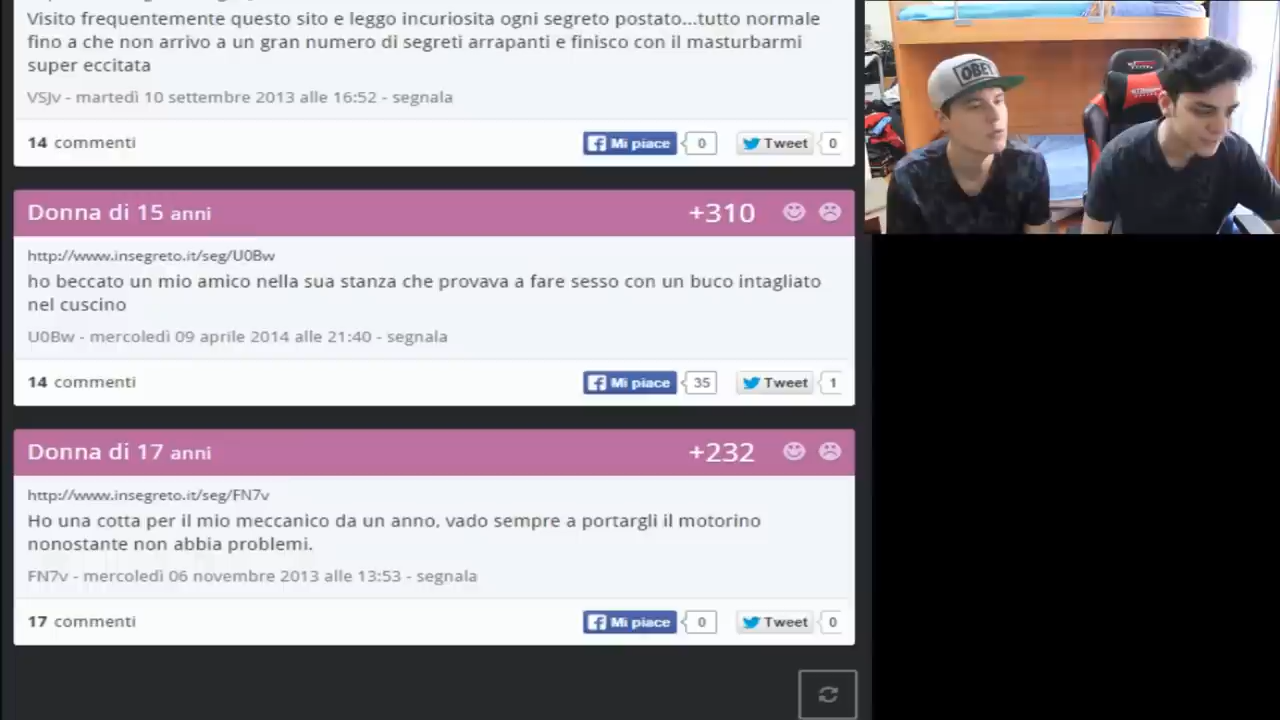 Visito frequentemente questo sito e leggo incuriosita ogni segreto postato...tutto normale
fino a che non arrivo a un gran numero di segreti arrapanti e finisco con il masturbarmi
super eccitata
VSJv - martedì 10 settembre 2013 alle 16:52 - segnala
14 commenti
Mi piace 0 Tweet 0
Donna di 15 anni +310
http://www.insegreto.it/seg/U0Bw
ho beccato un mio amico nella sua stanza che provava a fare sesso con un buco intagliato
nel cuscino
U0Bw - mercoledì 09 aprile 2014 alle 21:40 - segnala
14 commenti
Mi piace 35 Tweet 1
Donna di 17 anni +232
http://www.insegreto.it/seg/FN7v
Ho una cotta per il mio meccanico da un anno, vado sempre a portargli il motorino
nonostante non abbia problemi.
FN7v - mercoledì 06 novembre 2013 alle 13:53 - segnala
17 commenti
Mi piace 0 Tweet 0
OBEY